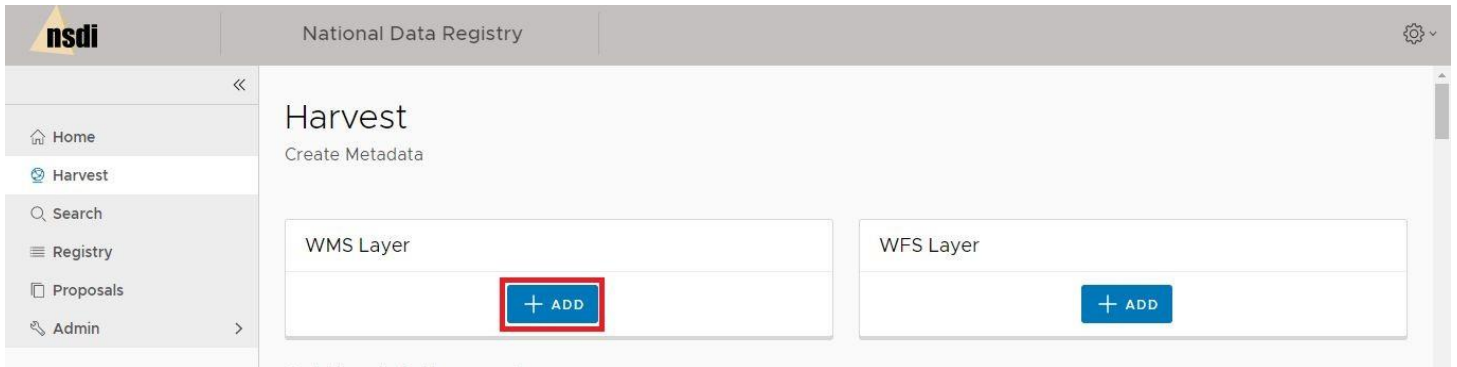 nsdi
National Data Registry
Home
Harvest
Search
Registry
Proposals
Admin
Harvest
Create Metadata
WMS Layer
+ ADD
WFS Layer
+ ADD